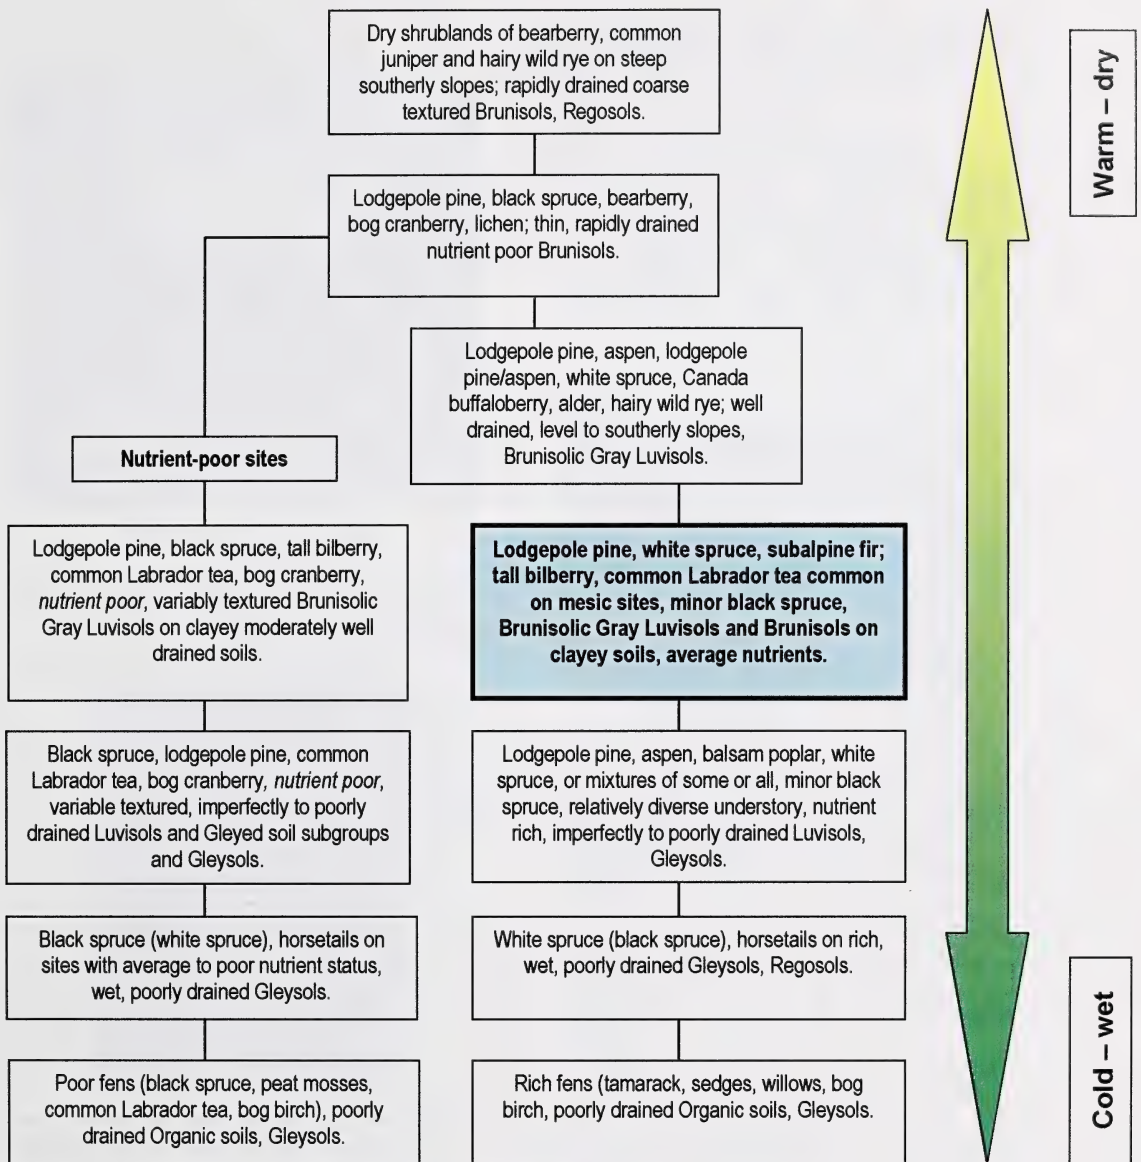 Dry shrublands of bearberry, common
juniper and hairy wild rye on steep
southerly slopes; rapidly drained coarse
textured Brunisols, Regosols.
Lodgepole pine, black spruce, bearberry,
bog cranberry, lichen; thin, rapidly drained
nutrient poor Brunisols.
Lodgepole pine, aspen, lodgepole
pine/aspen, white spruce, Canada
buffaloberry, alder, hairy wild rye; well
drained, level to southerly slopes,
Brunisolic Gray Luvisols.
Nutrient-poor sites
Lodgepole pine, black spruce, tall bilberry,
common Labrador tea, bog cranberry,
nutrient poor, variably textured Brunisolic
Gray Luvisols on clayey moderately well
drained soils.
Lodgepole pine, white spruce, subalpine fir;
tall bilberry, common Labrador tea common
on mesic sites, minor black spruce,
Brunisolic Gray Luvisols and Brunisols on
clayey soils, average nutrients.
Black spruce, lodgepole pine, common
Labrador tea, bog cranberry, nutrient poor,
variable textured, imperfectly to poorly
drained Luvisols and Gleyed soil subgroups
and Gleysols.
Lodgepole pine, aspen, balsam poplar, white
spruce, or mixtures of some or all, minor black
spruce, relatively diverse understory, nutrient
rich, imperfectly to poorly drained Luvisols,
Gleysols.
Black spruce (white spruce), horsetails on
sites with average to poor nutrient status,
wet, poorly drained Gleysols.
White spruce (black spruce), horsetails on rich,
wet, poorly drained Gleysols, Regosols.
Poor fens (black spruce, peat mosses,
common Labrador tea, bog birch), poorly
drained Organic soils, Gleysols.
Rich fens (tamarack, sedges, willows, bog
birch, poorly drained Organic soils, Gleysols.
Warm – dry
Cold – wet